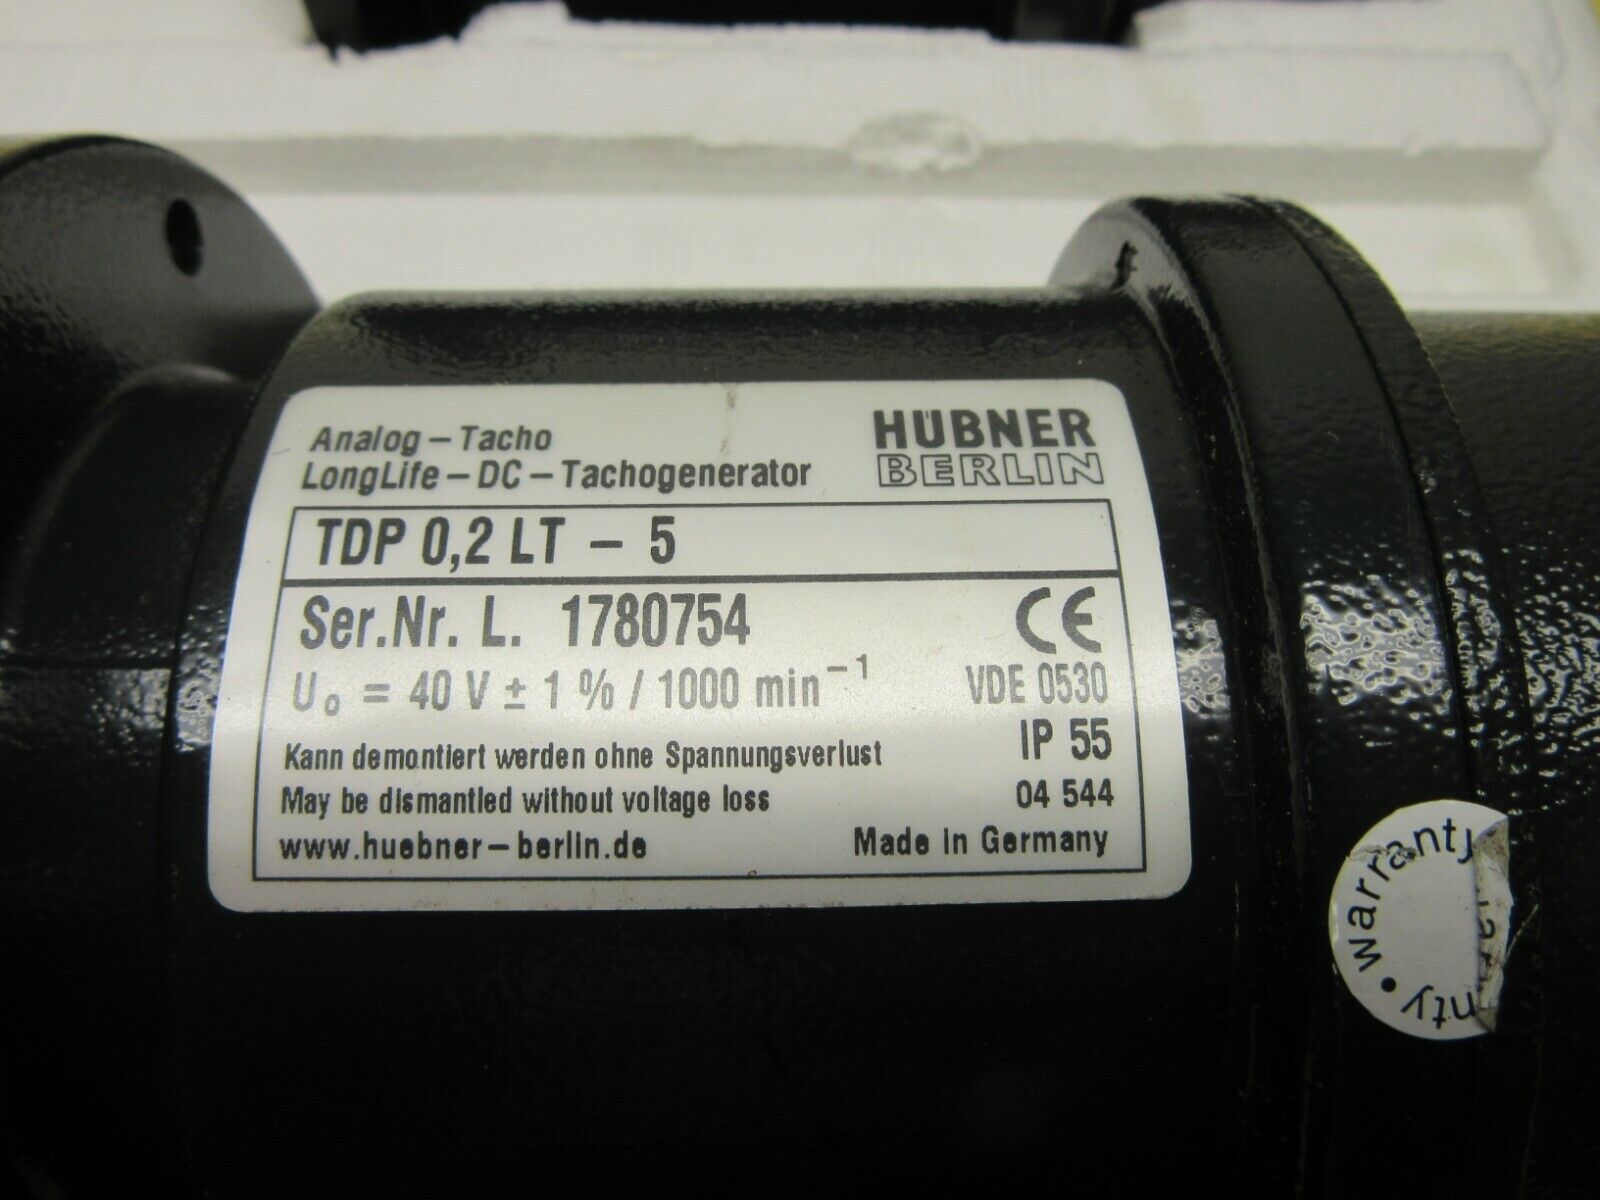 Analog – Tacho
LongLife – DC – Tachogenerator
HÜBNER
BERLIN
TDP 0,2 LT – 5
Ser.Nr. L. 1780754
CE
U₀ = 40 V ± 1 % / 1000 min⁻¹
VDE 0530
Kann demontiert werden ohne Spannungsverlust
IP 55
May be dismantled without voltage loss
04 544
www.huebner–berlin.de
Made in Germany
• warranty